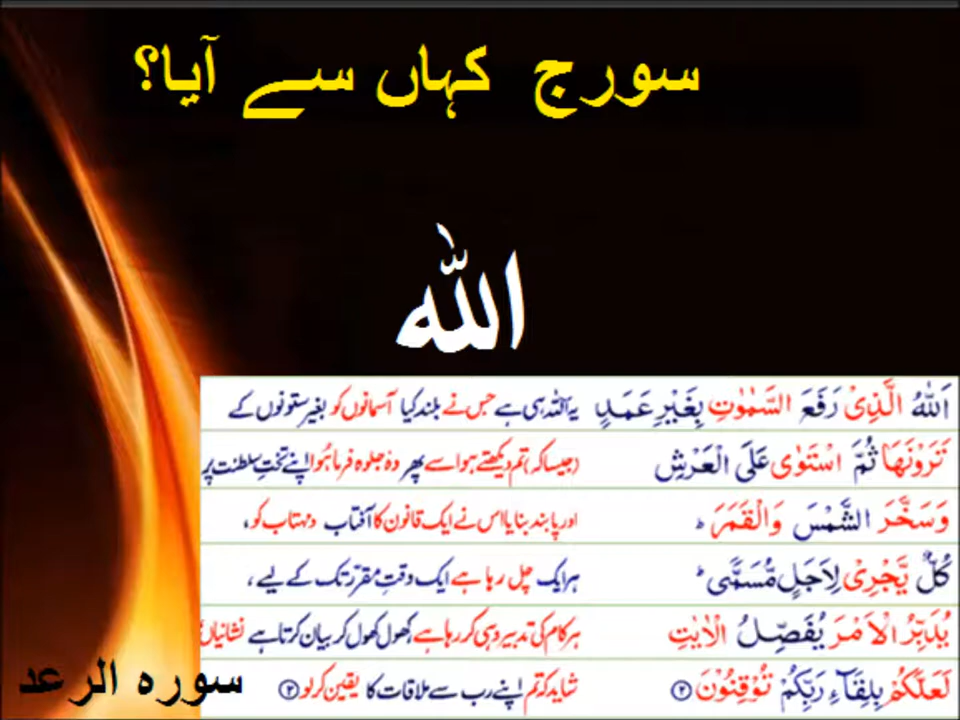 سورج کہاں سے آیا؟
الله
اَللّٰهُ الَّذِیْ رَفَعَ السَّمٰوٰتِ بِغَیْرِ عَمَدٍ یہ اللہ ہی ہے جس نے بلند کیا آسمانوں کو بغیر ستونوں کے
تَرَوْنَهَا ثُمَّ اسْتَوٰی عَلَی الْعَرْشِ (جیسا کہ) تم دیکھتے ہو اسے پھر وہ جلوہ فرما ہُوا اپنے تختِ سلطنت پر
وَسَخَّرَ الشَّمْسَ وَالْقَمَرَ ؕ اور پابند بنایا اس نے ایک قانون کا آفتاب و مہتاب کو،
كُلٌّ یَّجْرِیْ لِاَجَلٍ مُّسَمًّی ؕ ہر ایک چل رہا ہے ایک وقتِ مقرر تک کے لیے،
یُدَبِّرُ الْاَمْرَ یُفَصِّلُ الْاٰیٰتِ ہر کام کی تدبیر وہی کر رہا ہے کھول کھول کر بیان کرتا ہے نشانیاں
لَعَلَّكُمْ بِلِقَآءِ رَبِّكُمْ تُوْقِنُوْنَ ۝۲ شاید کہ تم اپنے رب سے ملاقات کا یقین کر لو ۝۲
سورہ الرعد